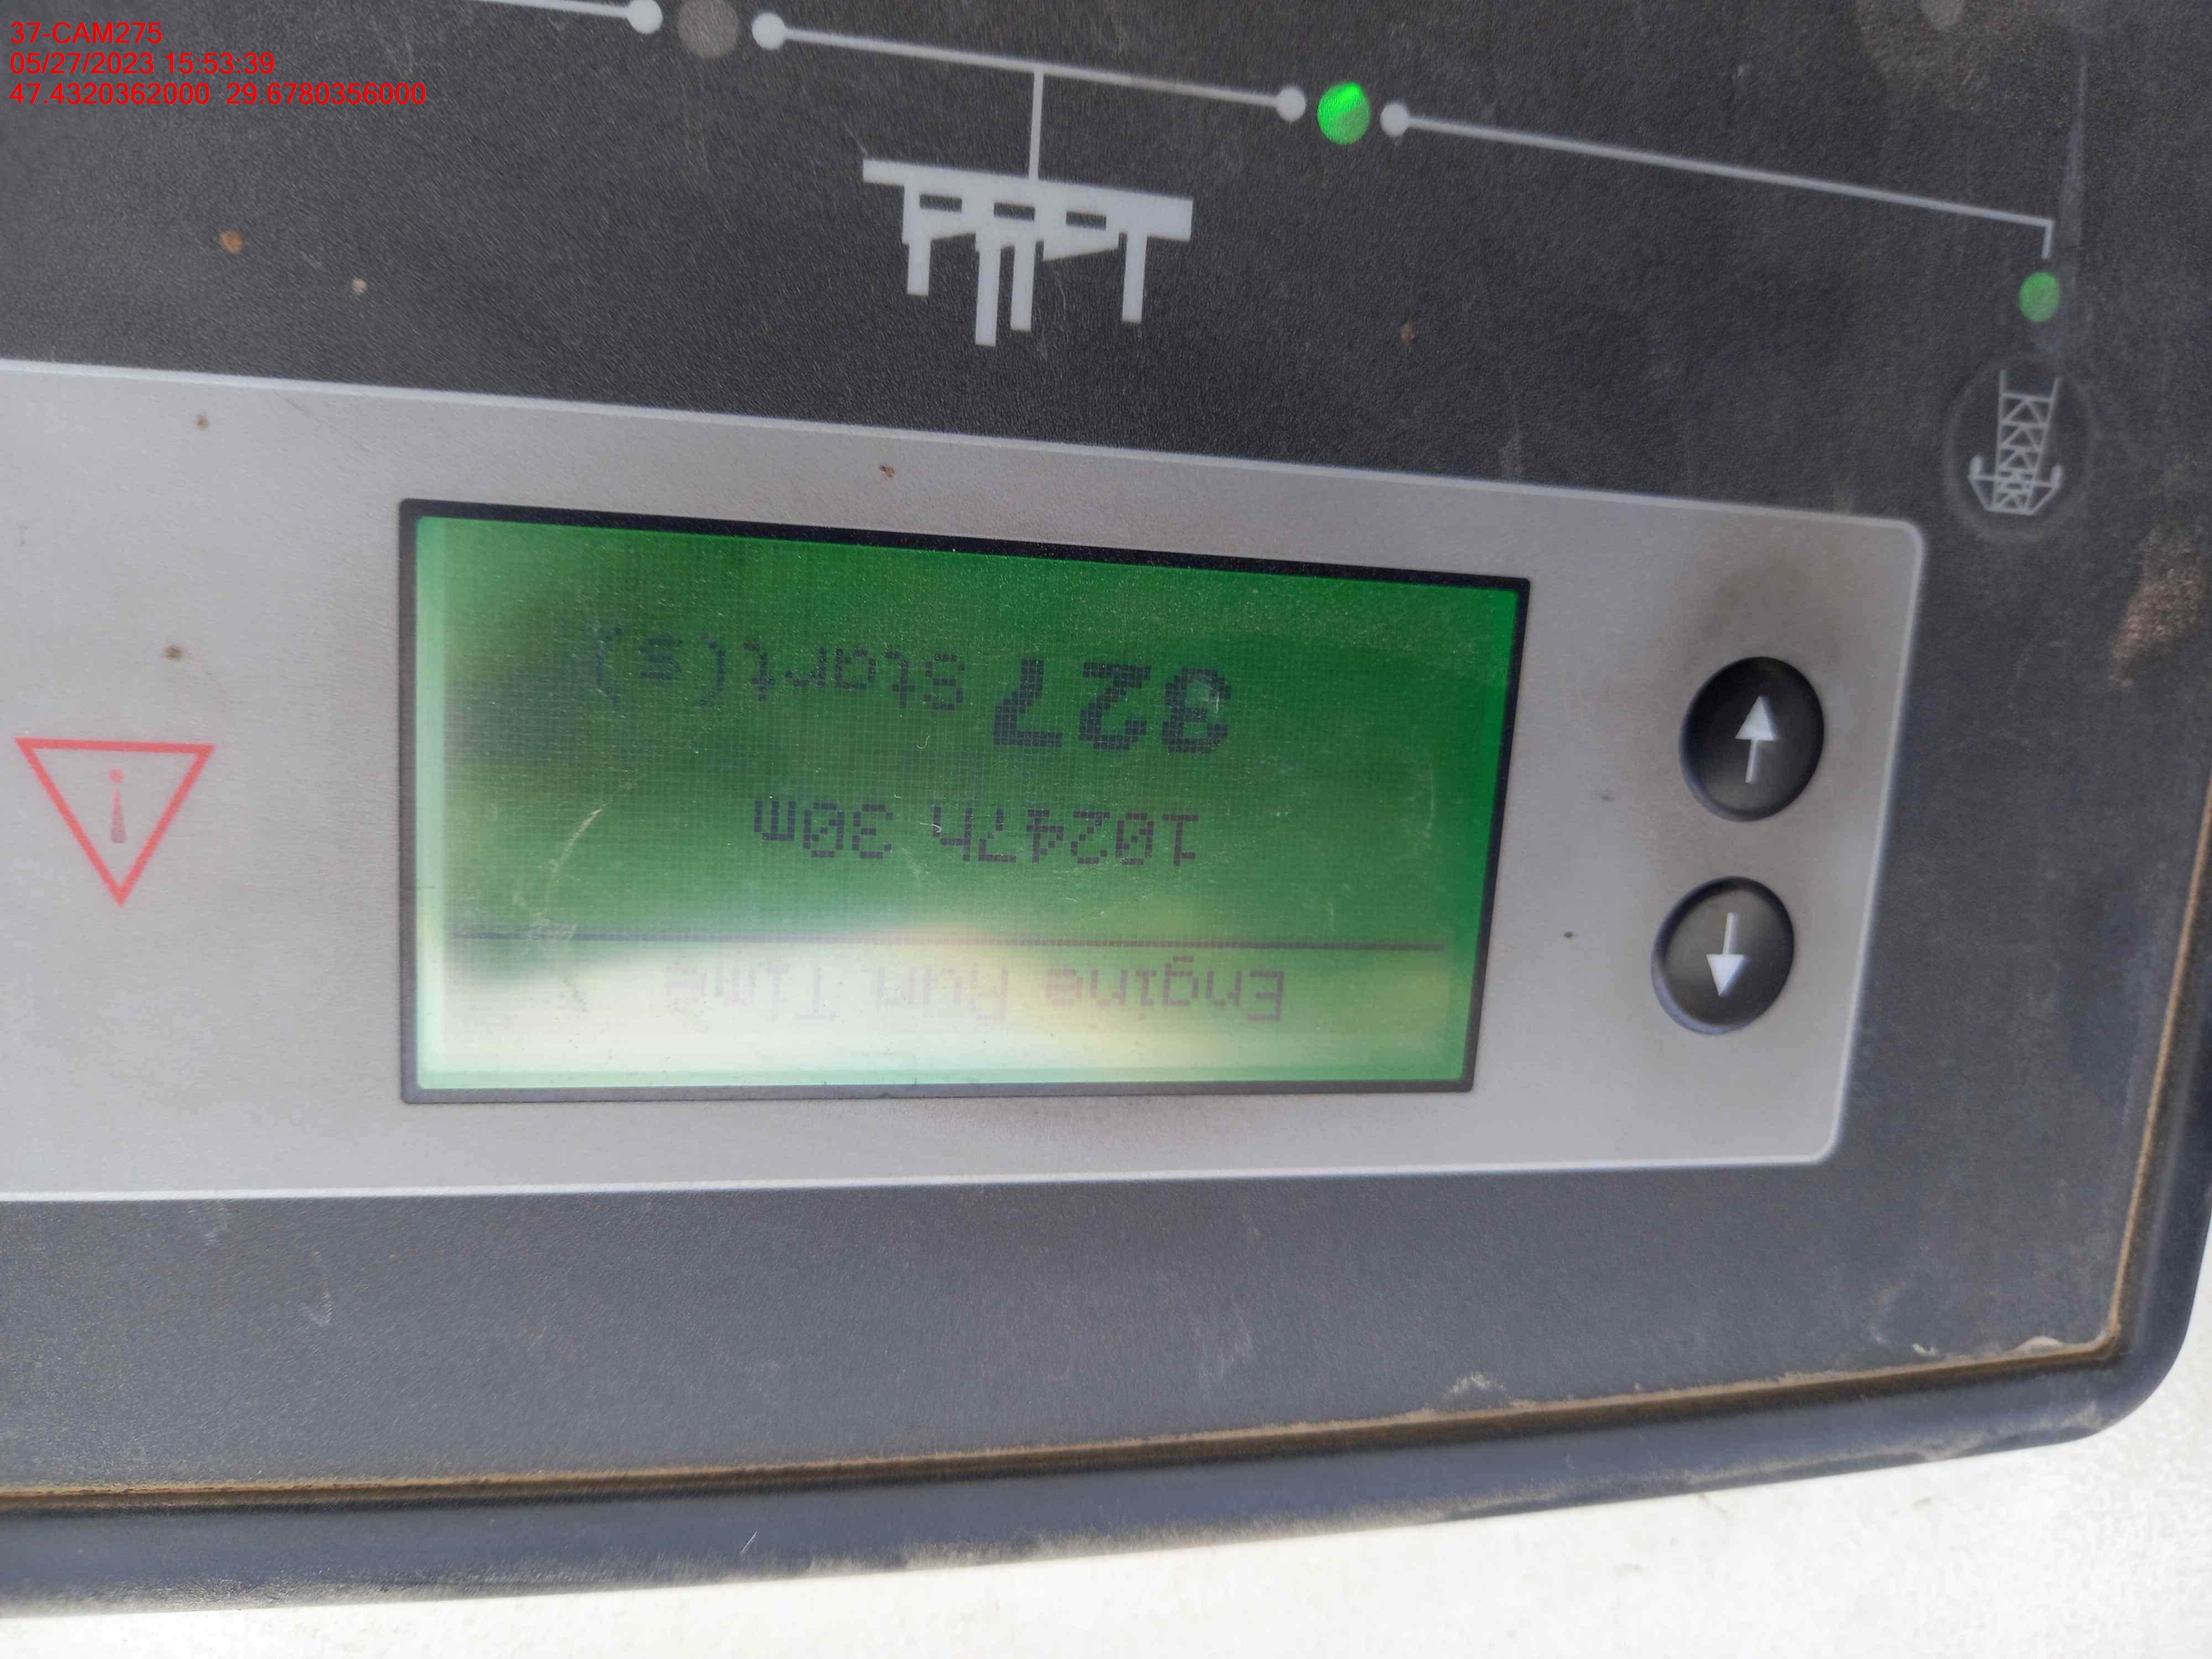 37-CAM275
05/27/2023 15:53:39
47.4320362000 29.6780356000
Engine Run Time
10247h 30m
327 Start(s)